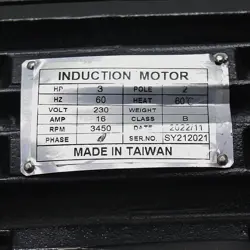 INDUCTION MOTOR
HP 3 POLE 2
HZ 60 HEAT 60°C
VOLT 230 WEIGHT
AMP 16 CLASS B
RPM 3450 DATE 2022/11
PHASE SER.NO. SY212021
MADE IN TAIWAN